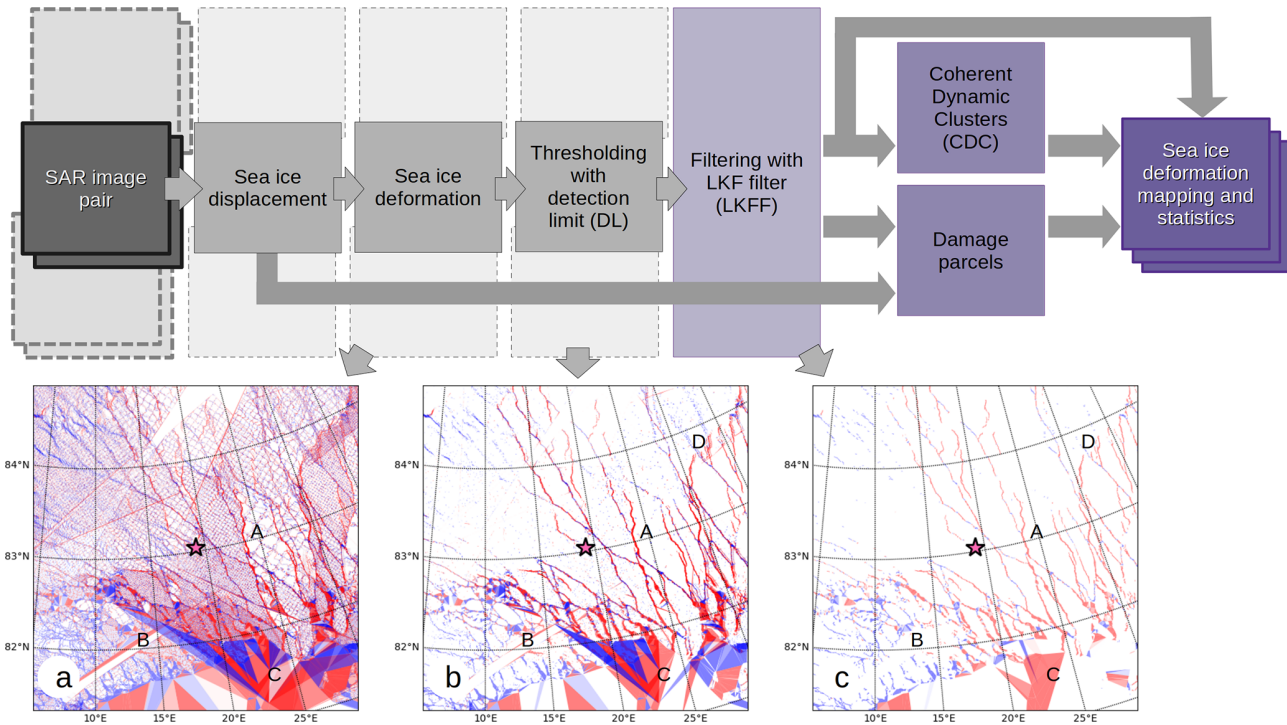 SAR image
pair
Sea ice
displacement
Sea ice
deformation
Thresholding
with
detection
limit (DL)
Filtering with
LKF filter
(LKFF)
Coherent
Dynamic
Clusters
(CDC)
Damage
parcels
Sea ice
deformation
mapping and
statistics
84°N
83°N
82°N
A
B
C
a
10°E
15°E
20°E
25°E
84°N
83°N
82°N
D
A
B
C
b
10°E
15°E
20°E
25°E
84°N
83°N
82°N
D
A
B
C
c
10°E
15°E
20°E
25°E